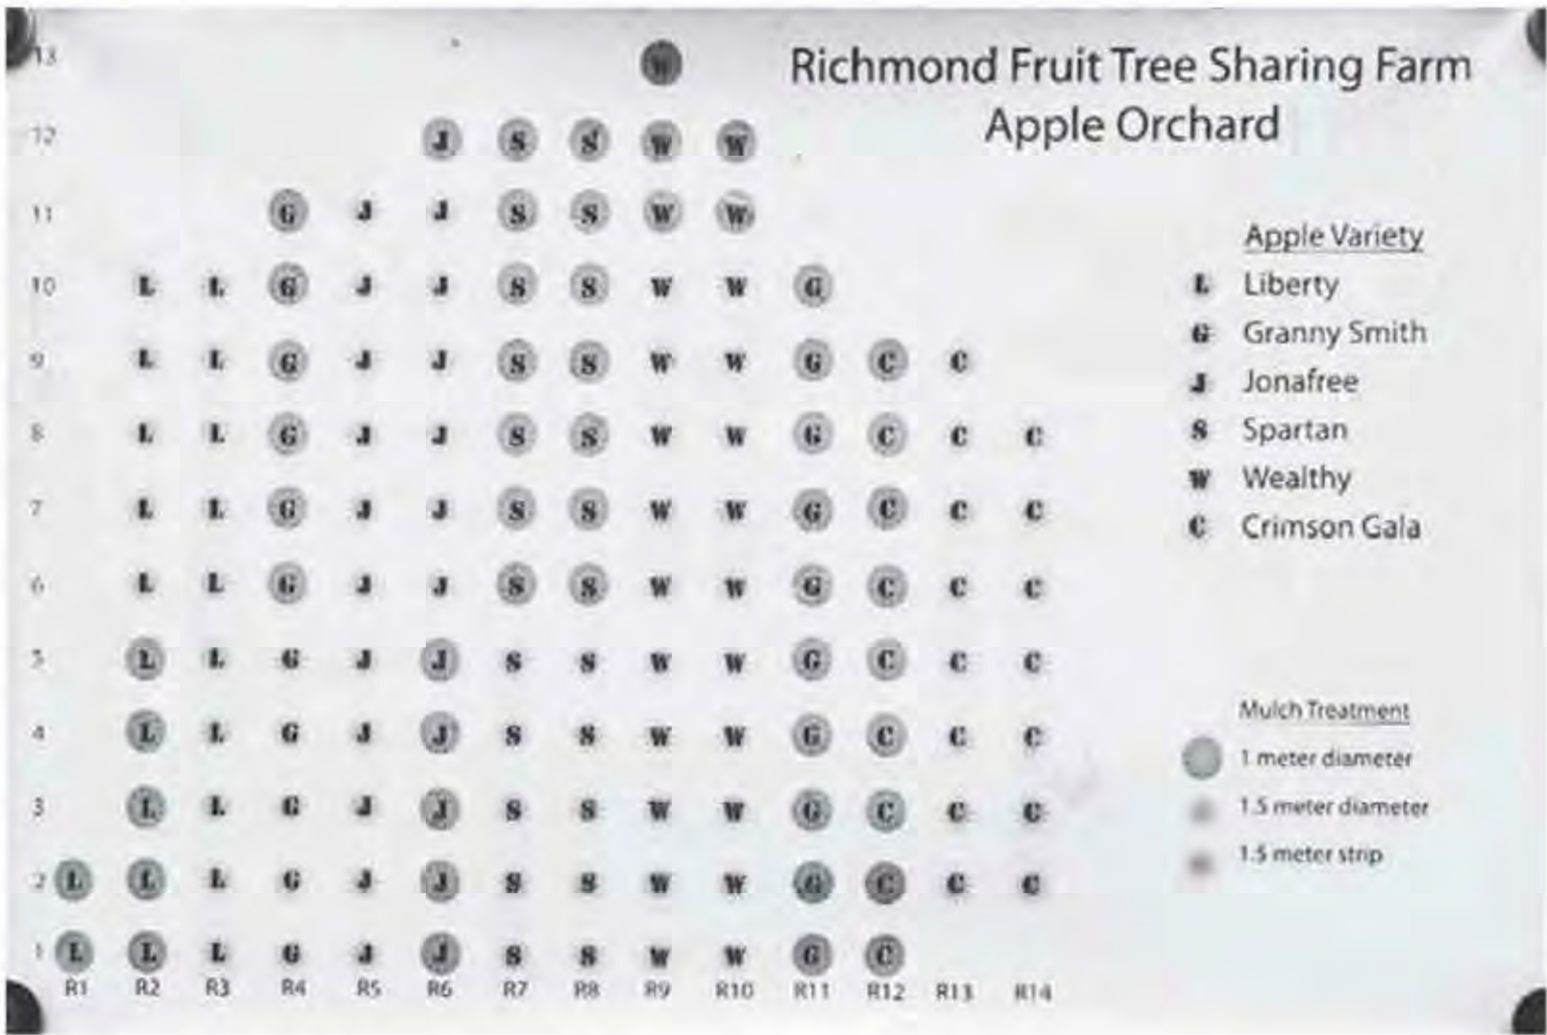 Richmond Fruit Tree Sharing Farm
Apple Orchard
13
12 J S S W W
11 G J J S S W W
10 L L G J J S S W W G
9 L L G J J S S W W G C C
8 L L G J J S S W W G C C C
7 L L G J J S S W W G C C C
6 L L G J J S S W W G C C C
5 L L G J J S S W W G C C C
4 L L G J J S S W W G C C C
3 L L G J J S S W W G C C C
2 L L L G J J S S W W G C C C
1 L L L G J J S S W W G C
R1 R2 R3 R4 R5 R6 R7 R8 R9 R10 R11 R12 R13 R14
Apple Variety
L Liberty
G Granny Smith
J Jonafree
S Spartan
W Wealthy
C Crimson Gala
Mulch Treatment
1 meter diameter
1.5 meter diameter
1.5 meter strip